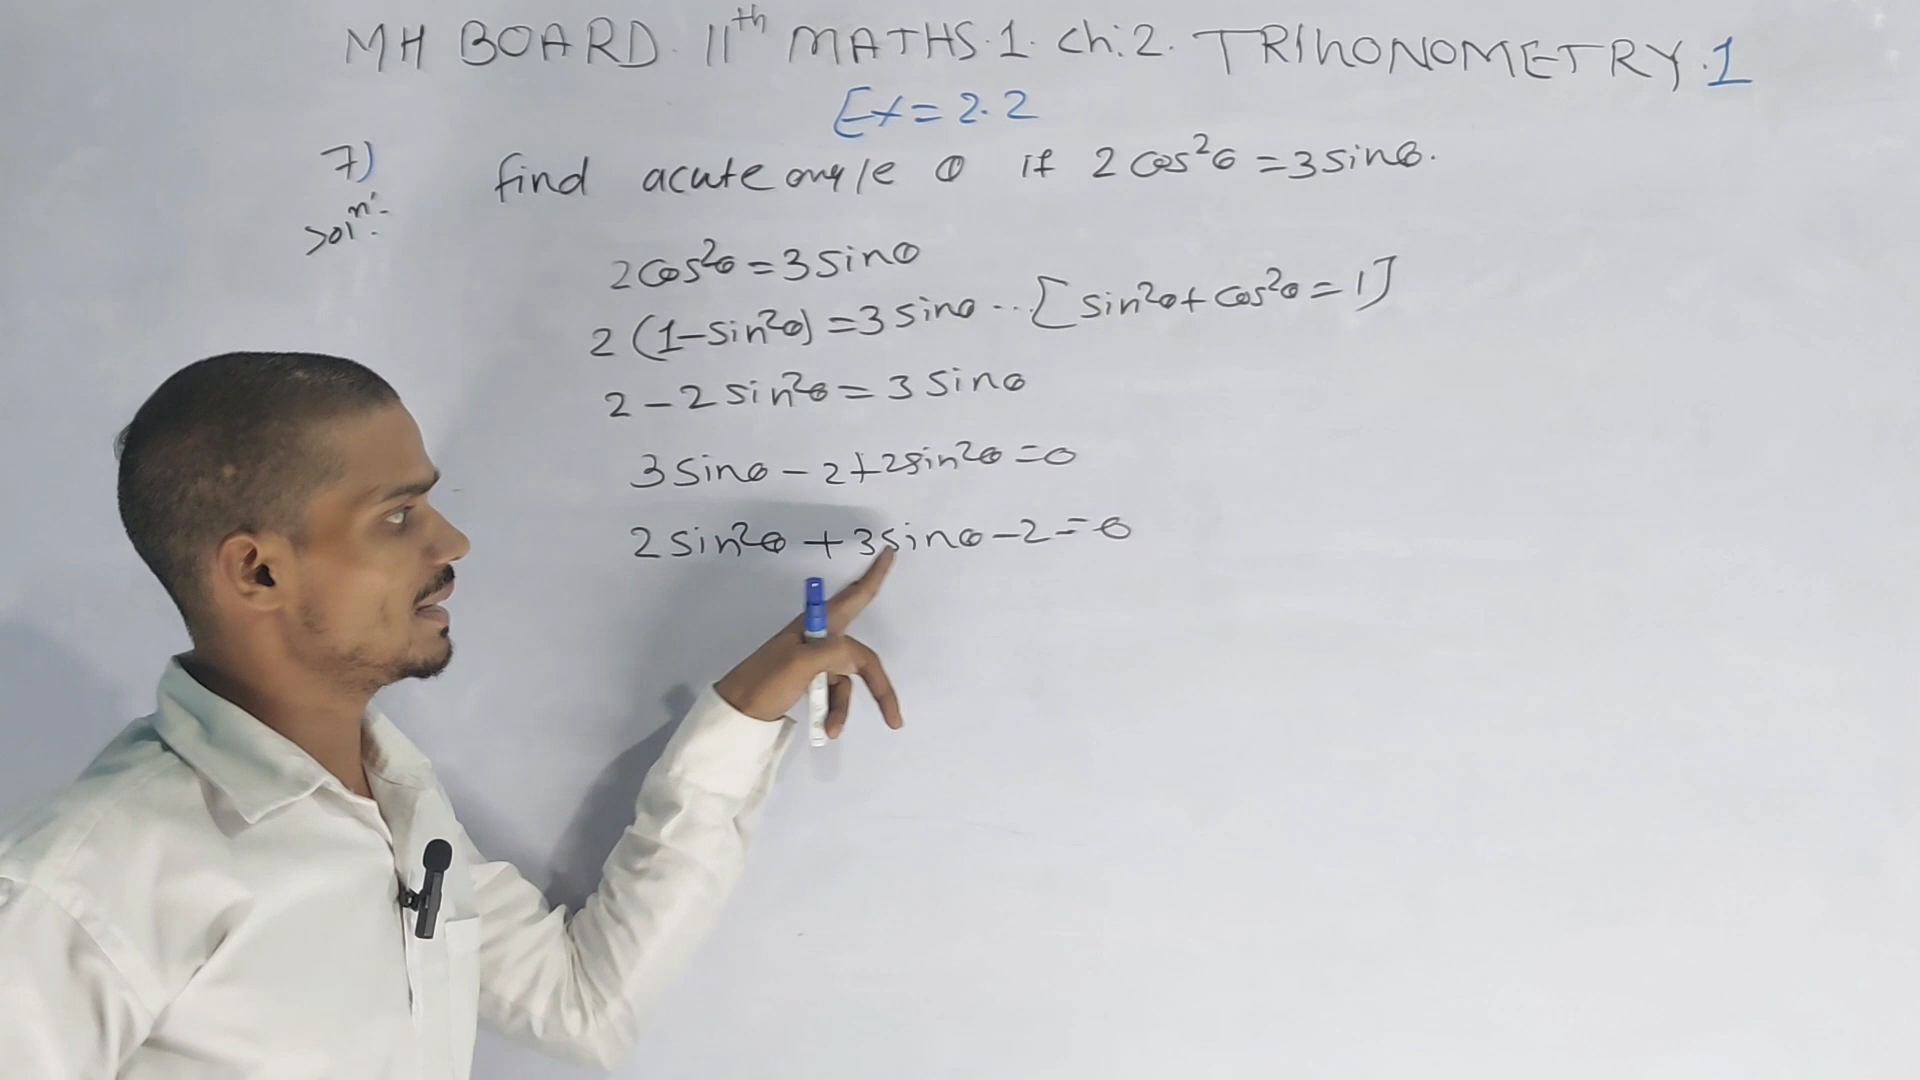 MH BOARD. 11th MATHS.1. Ch:2. TRIGONOMETRY.1
Ex=2.2
7) find acute angle θ if 2cos²θ=3sinθ.
Solⁿ:-
2cos²θ=3sinθ
2(1-sin²θ)=3sinθ...[sin²θ+cos²θ=1]
2-2sin²θ=3sinθ
3sinθ-2+2sin²θ=0
2sin²θ+3sinθ-2=0